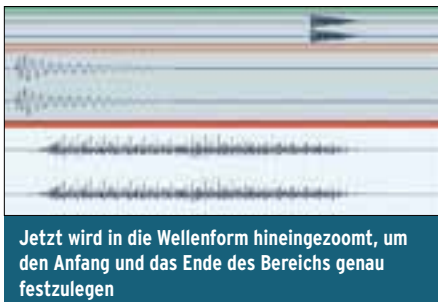 Jetzt wird in die Wellenform hineingezoomt, um
den Anfang und das Ende des Bereichs genau
festzulegen